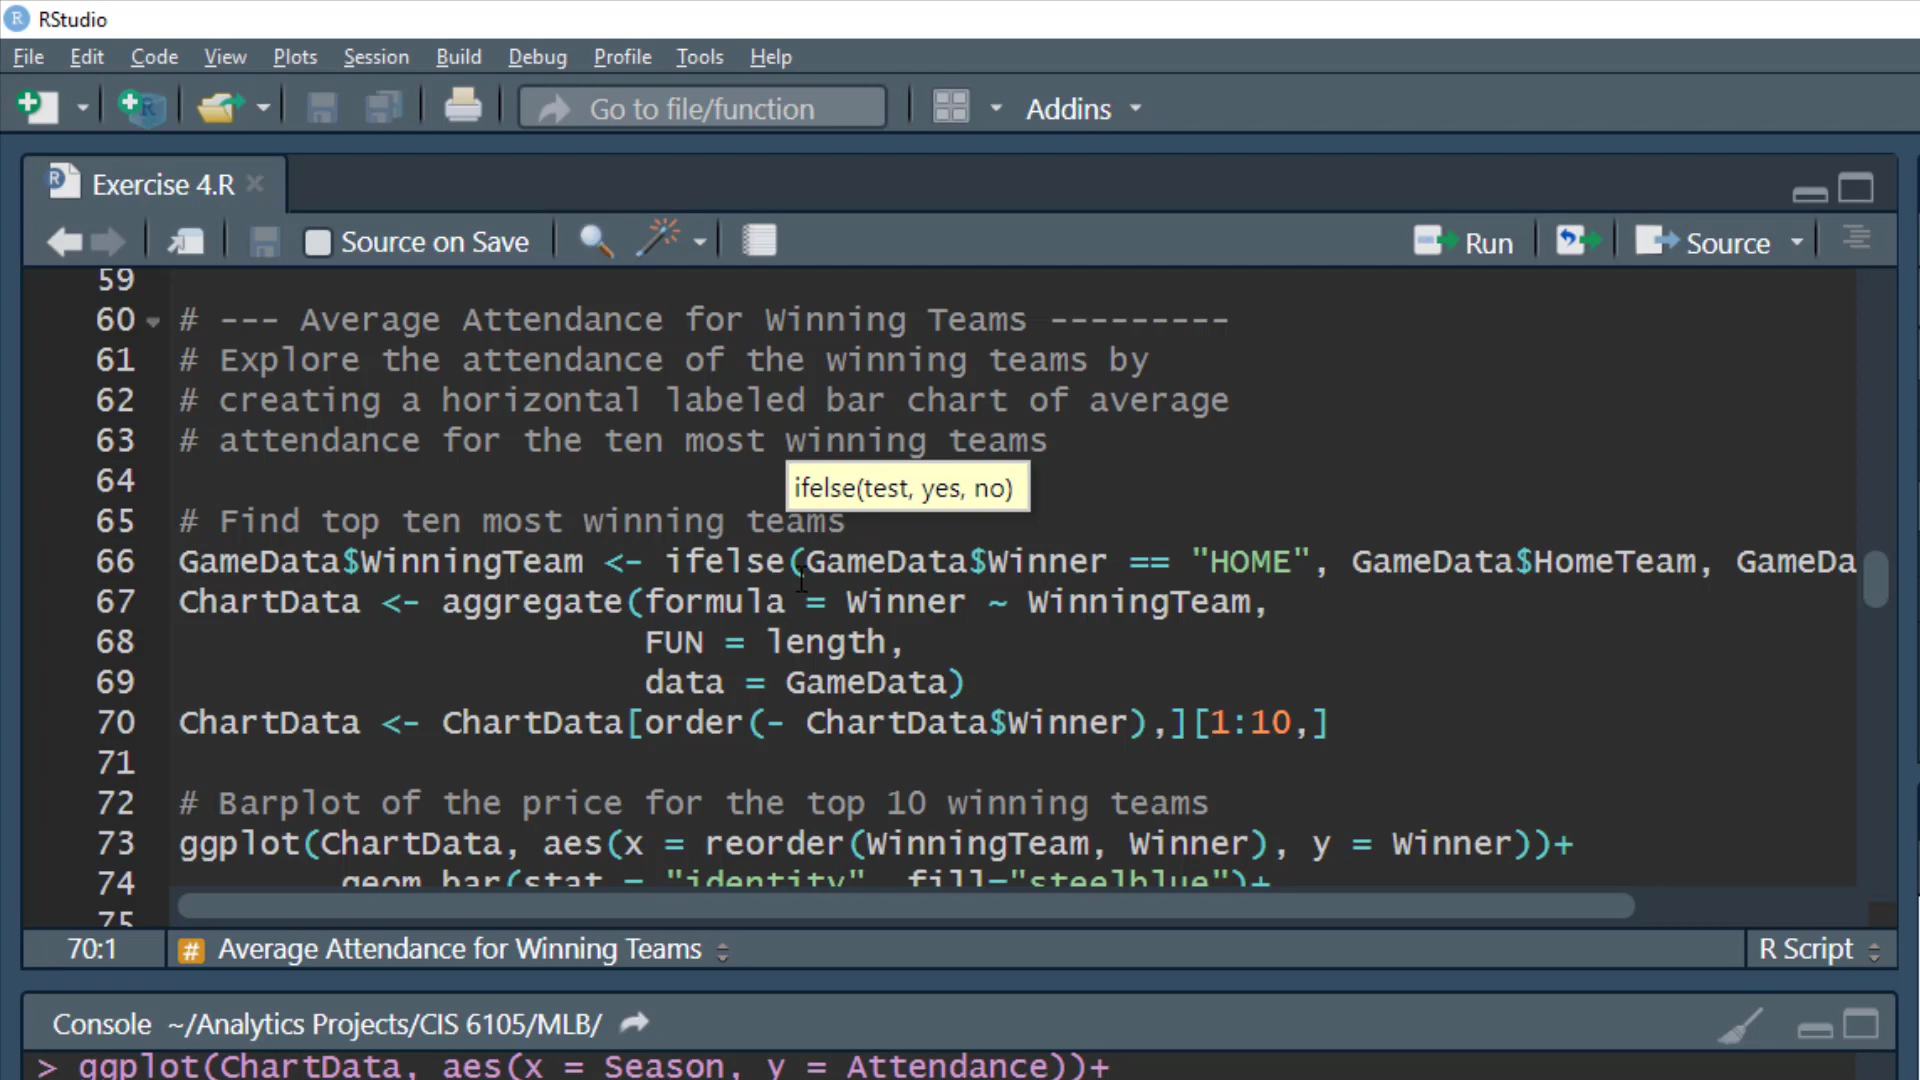 RStudio
File Edit Code View Plots Session Build Debug Profile Tools Help
Go to file/function Addins
Exercise 4.R
Source on Save Run Source
59
60 # --- Average Attendance for Winning Teams ---------
61 # Explore the attendance of the winning teams by
62 # creating a horizontal labeled bar chart of average
63 # attendance for the ten most winning teams
64
ifelse(test, yes, no)
65 # Find top ten most winning teams
66 GameData$WinningTeam <- ifelse(GameData$Winner == "HOME", GameData$HomeTeam, GameDa
67 ChartData <- aggregate(formula = Winner ~ WinningTeam,
68 FUN = length,
69 data = GameData)
70 ChartData <- ChartData[order(- ChartData$Winner),][1:10,]
71
72 # Barplot of the price for the top 10 winning teams
73 ggplot(ChartData, aes(x = reorder(WinningTeam, Winner), y = Winner))+
74 geom_bar(stat = "identity", fill="steelblue")+
75
70:1 # Average Attendance for Winning Teams R Script
Console ~/Analytics Projects/CIS 6105/MLB/
> ggplot(ChartData, aes(x = Season, y = Attendance))+